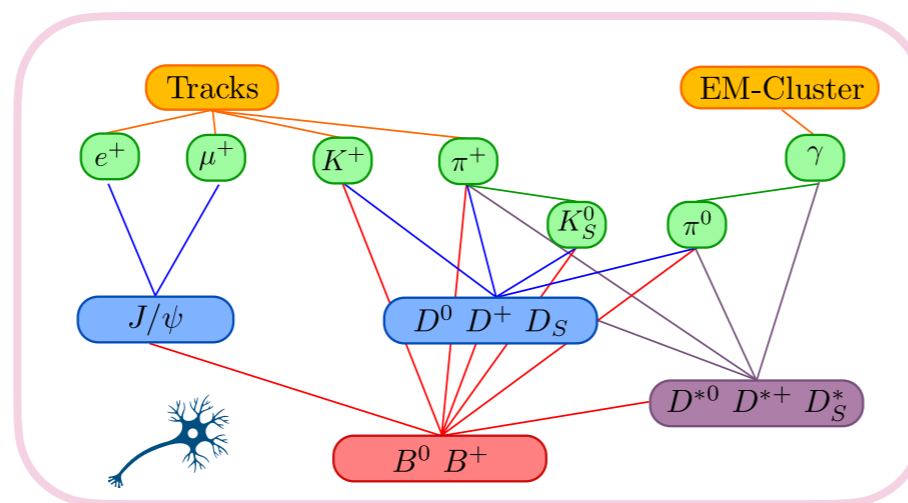 Tracks
EM-Cluster
e⁺
μ⁺
K⁺
π⁺
γ
K⁰_S
π⁰
J/ψ
D⁰ D⁺ D_S
D*⁰ D*⁺ D*_S
B⁰ B⁺